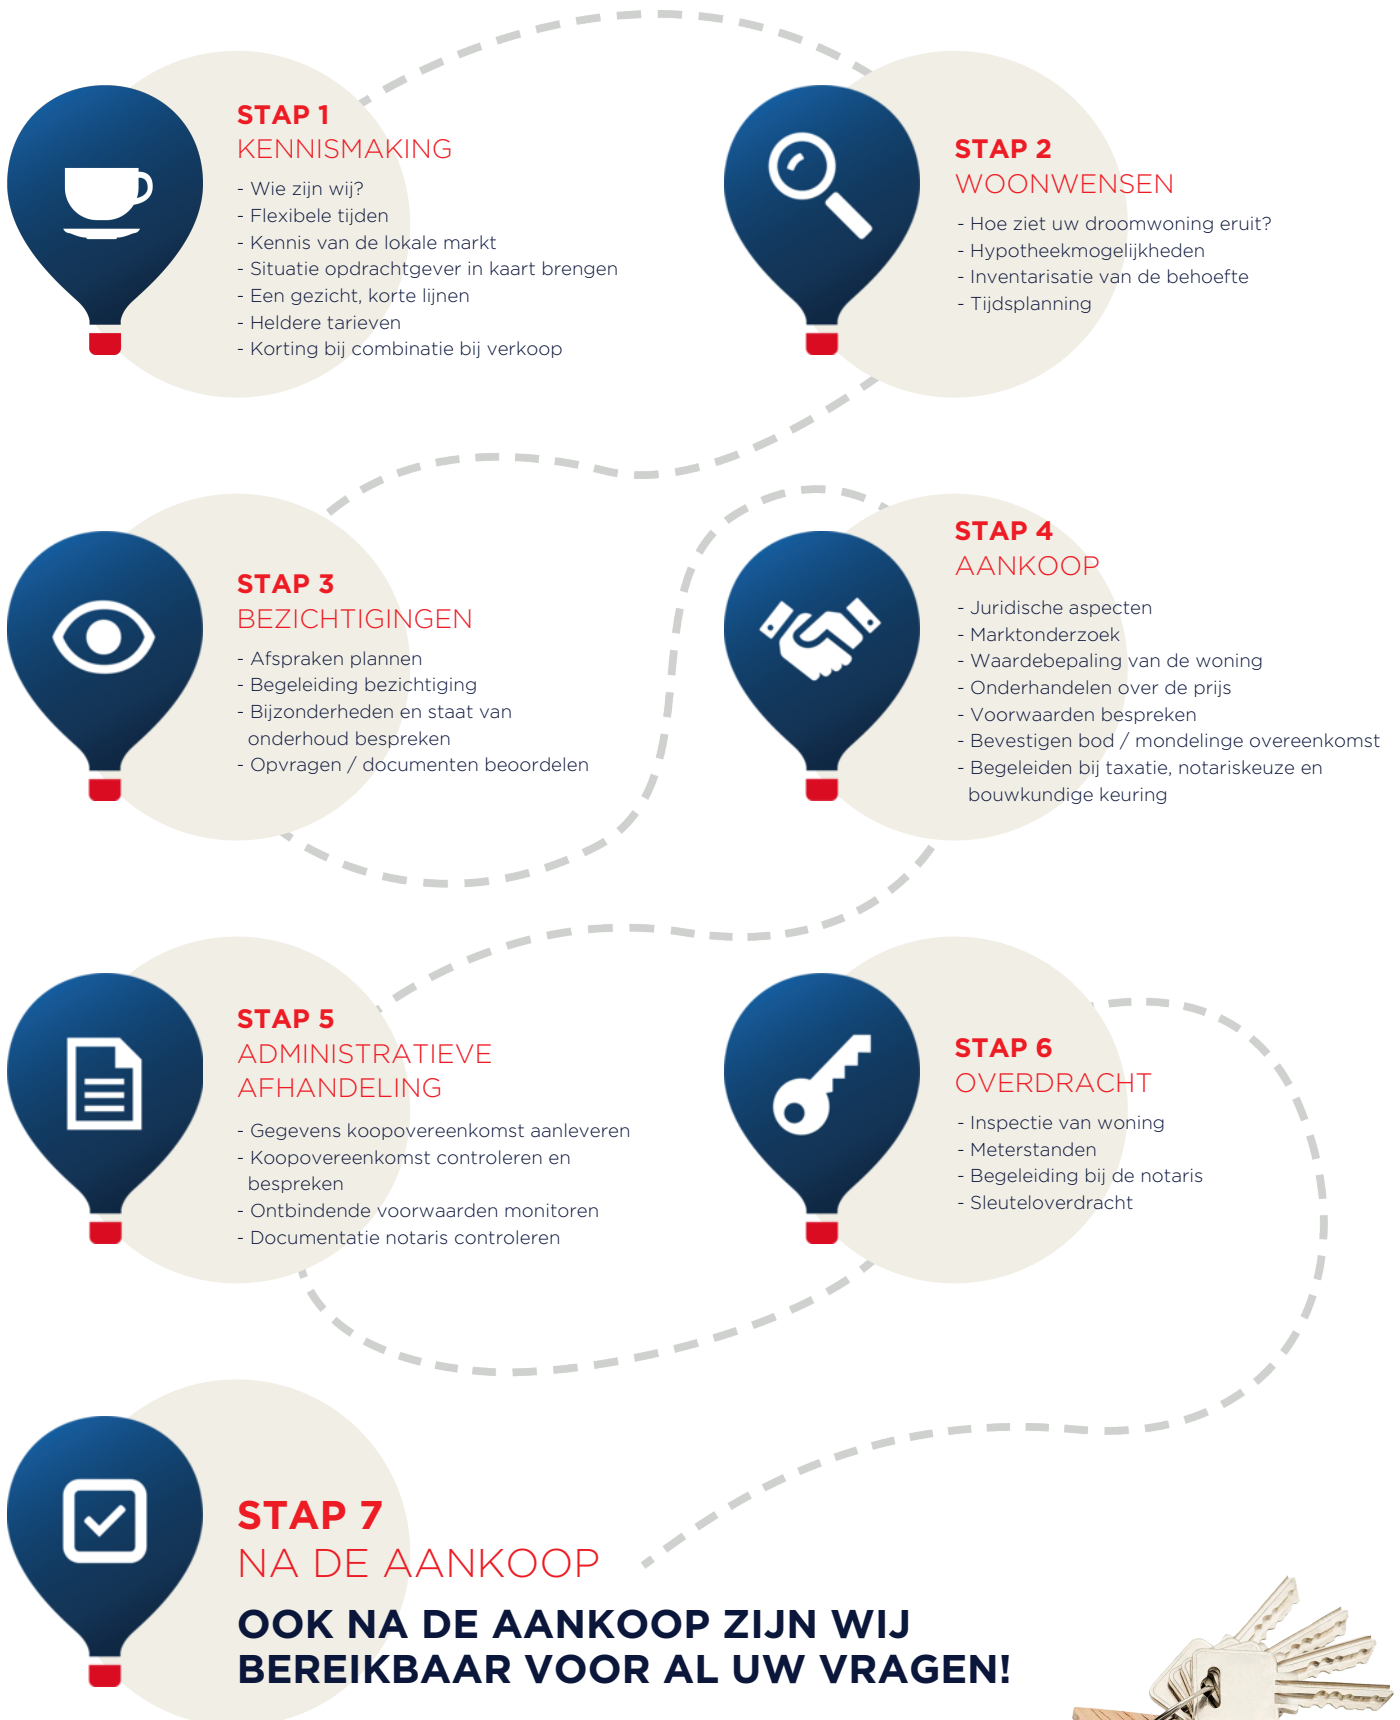 STAP 1
KENNISMAKING
- Wie zijn wij?
- Flexibele tijden
- Kennis van de lokale markt
- Situatie opdrachtgever in kaart brengen
- Een gezicht, korte lijnen
- Heldere tarieven
- Korting bij combinatie bij verkoop
STAP 2
WOONWENSEN
- Hoe ziet uw droomwoning eruit?
- Hypotheekmogelijkheden
- Inventarisatie van de behoefte
- Tijdsplanning
STAP 3
BEZICHTIGINGEN
- Afspraken plannen
- Begeleiding bezichtiging
- Bijzonderheden en staat van
onderhoud bespreken
- Opvragen / documenten beoordelen
STAP 4
AANKOOP
- Juridische aspecten
- Marktonderzoek
- Waardebepaling van de woning
- Onderhandelen over de prijs
- Voorwaarden bespreken
- Bevestigen bod / mondelinge overeenkomst
- Begeleiden bij taxatie, notariskeuze en
bouwkundige keuring
STAP 5
ADMINISTRATIEVE
AFHANDELING
- Gegevens koopovereenkomst aanleveren
- Koopovereenkomst controleren en
bespreken
- Ontbindende voorwaarden monitoren
- Documentatie notaris controleren
STAP 6
OVERDRACHT
- Inspectie van woning
- Meterstanden
- Begeleiding bij de notaris
- Sleuteloverdracht
STAP 7
NA DE AANKOOP
OOK NA DE AANKOOP ZIJN WIJ
BEREIKBAAR VOOR AL UW VRAGEN!